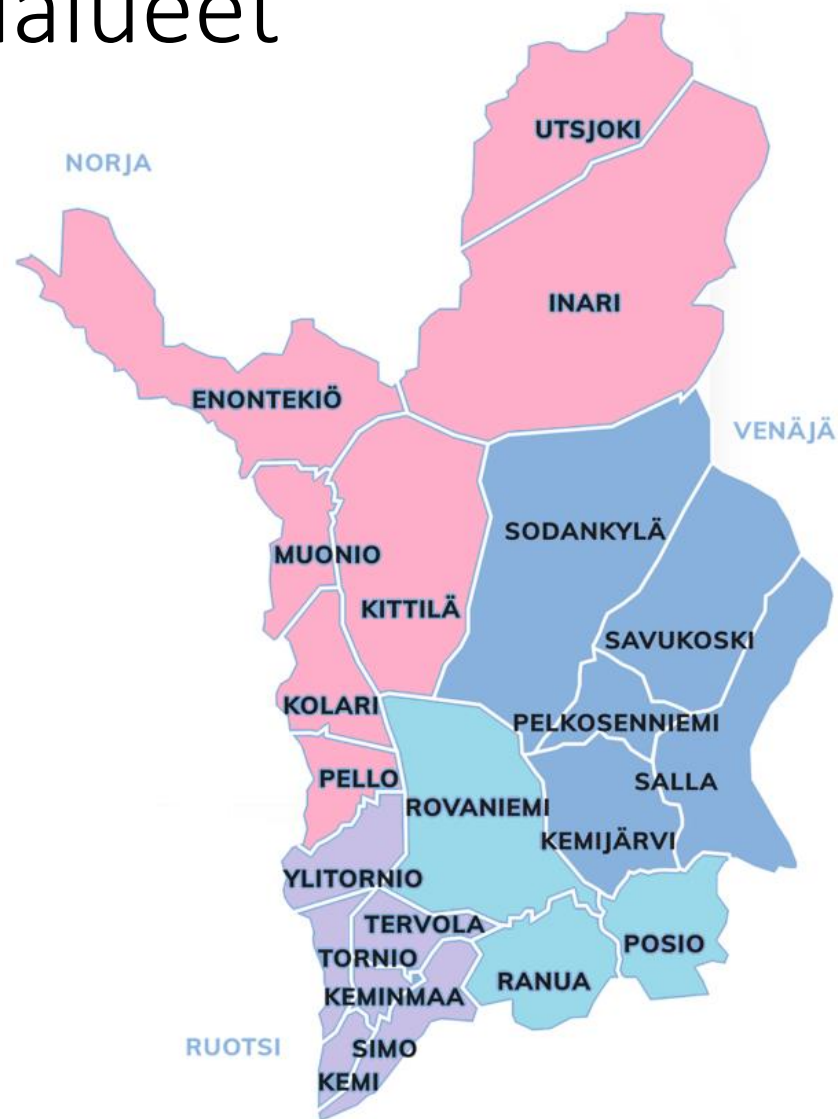 UTSJOKI
NORJA
INARI
ENONTEKIÖ
VENÄJÄ
SODANKYLÄ
MUONIO
KITTILÄ
SAVUKOSKI
KOLARI
PELKOSENNIEMI
PELLO
SALLA
ROVANIEMI
KEMIJÄRVI
YLITORNIO
TERVOLA
POSIO
TORNIO
RANUA
KEMINMAA
RUOTSI
SIMO
KEMI